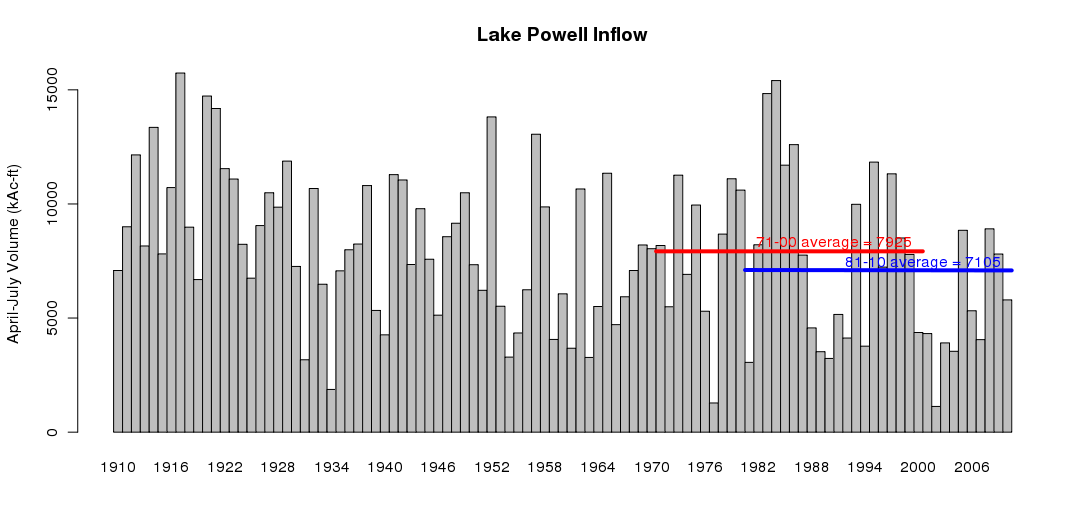 Lake Powell Inflow
April-July Volume (kAc-ft)
15000
10000
5000
0
71-00 average = 7925
81-10 average = 7105
1910 1916 1922 1928 1934 1940 1946 1952 1958 1964 1970 1976 1982 1988 1994 2000 2006